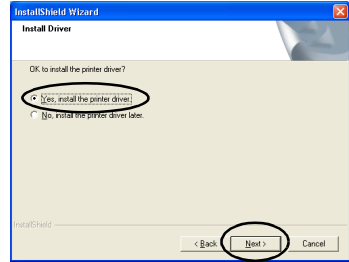 InstallShield Wizard
Install Driver
OK to install the printer driver?
Yes, install the printer driver.
No, install the printer driver later.
InstallShield
< Back Next > Cancel